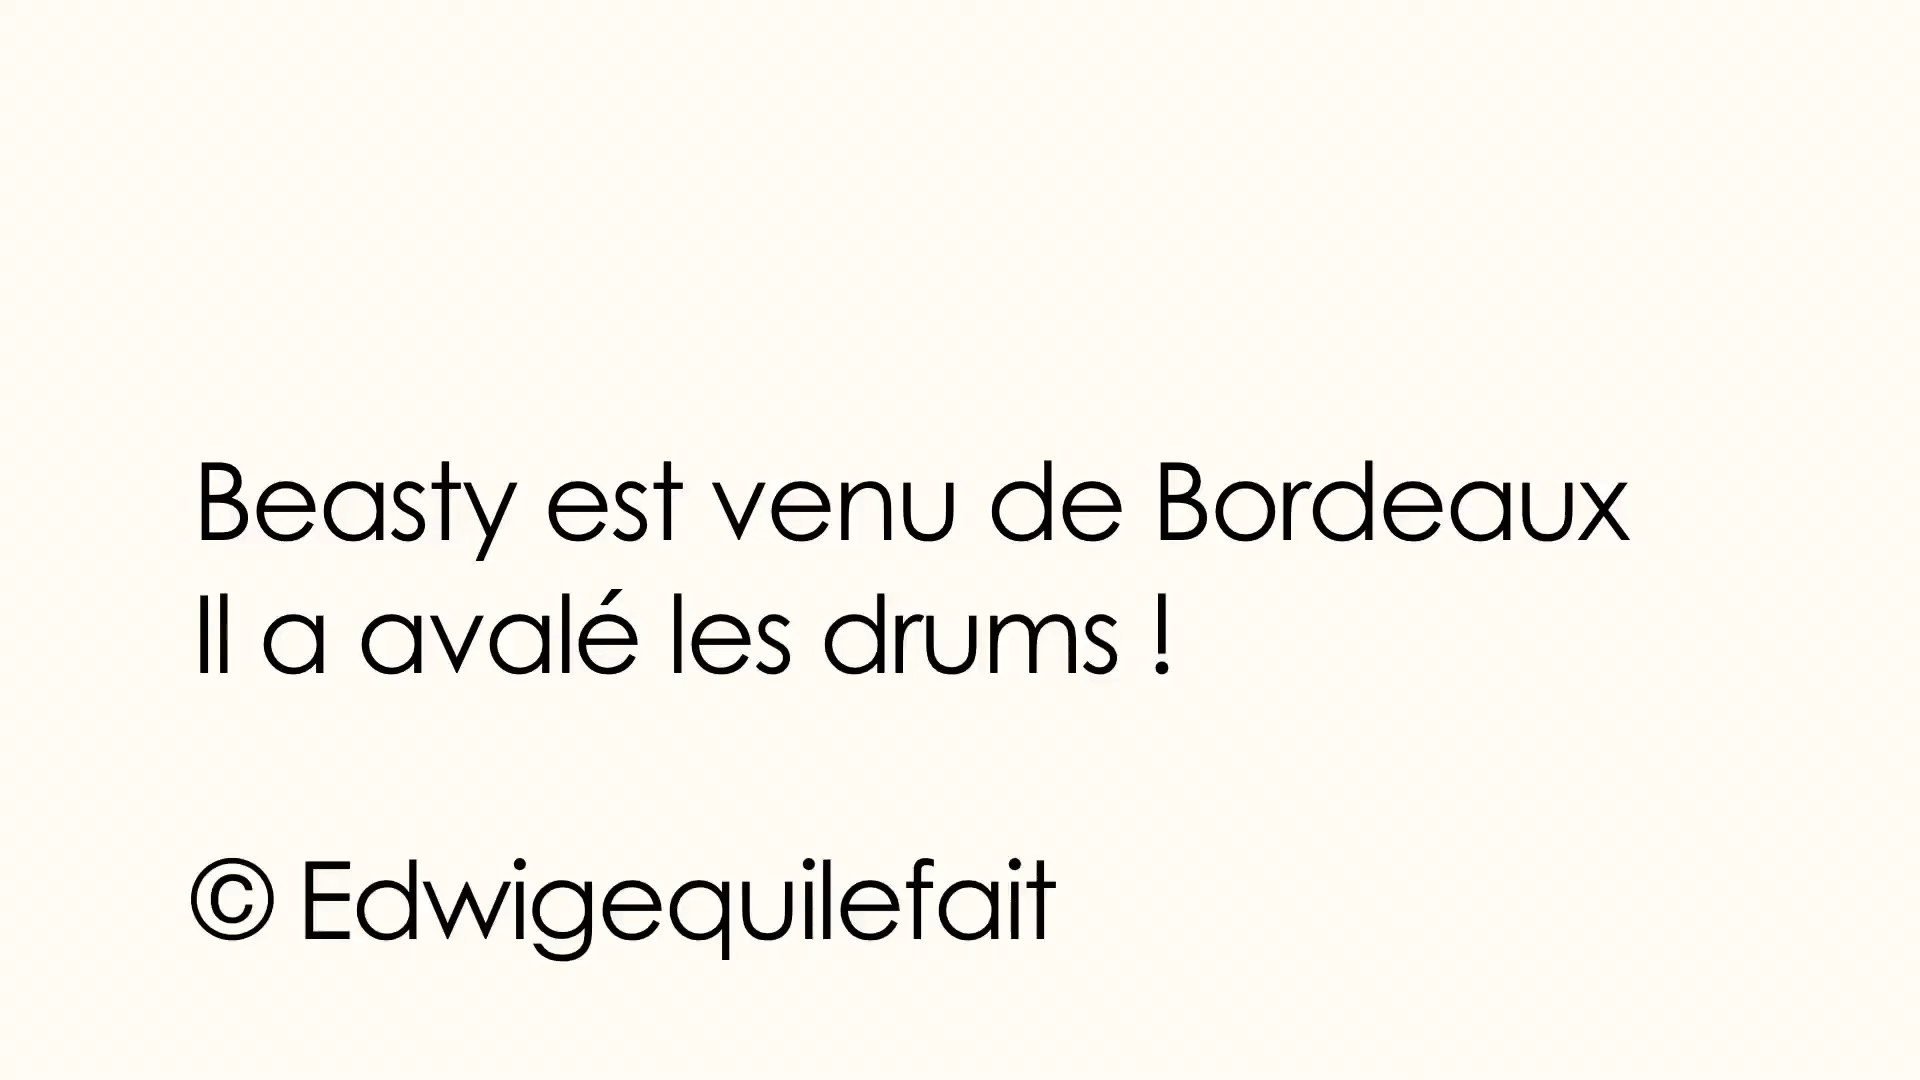 Beasty est venu de Bordeaux
Il a avalé les drums !
© Edwigequilefait